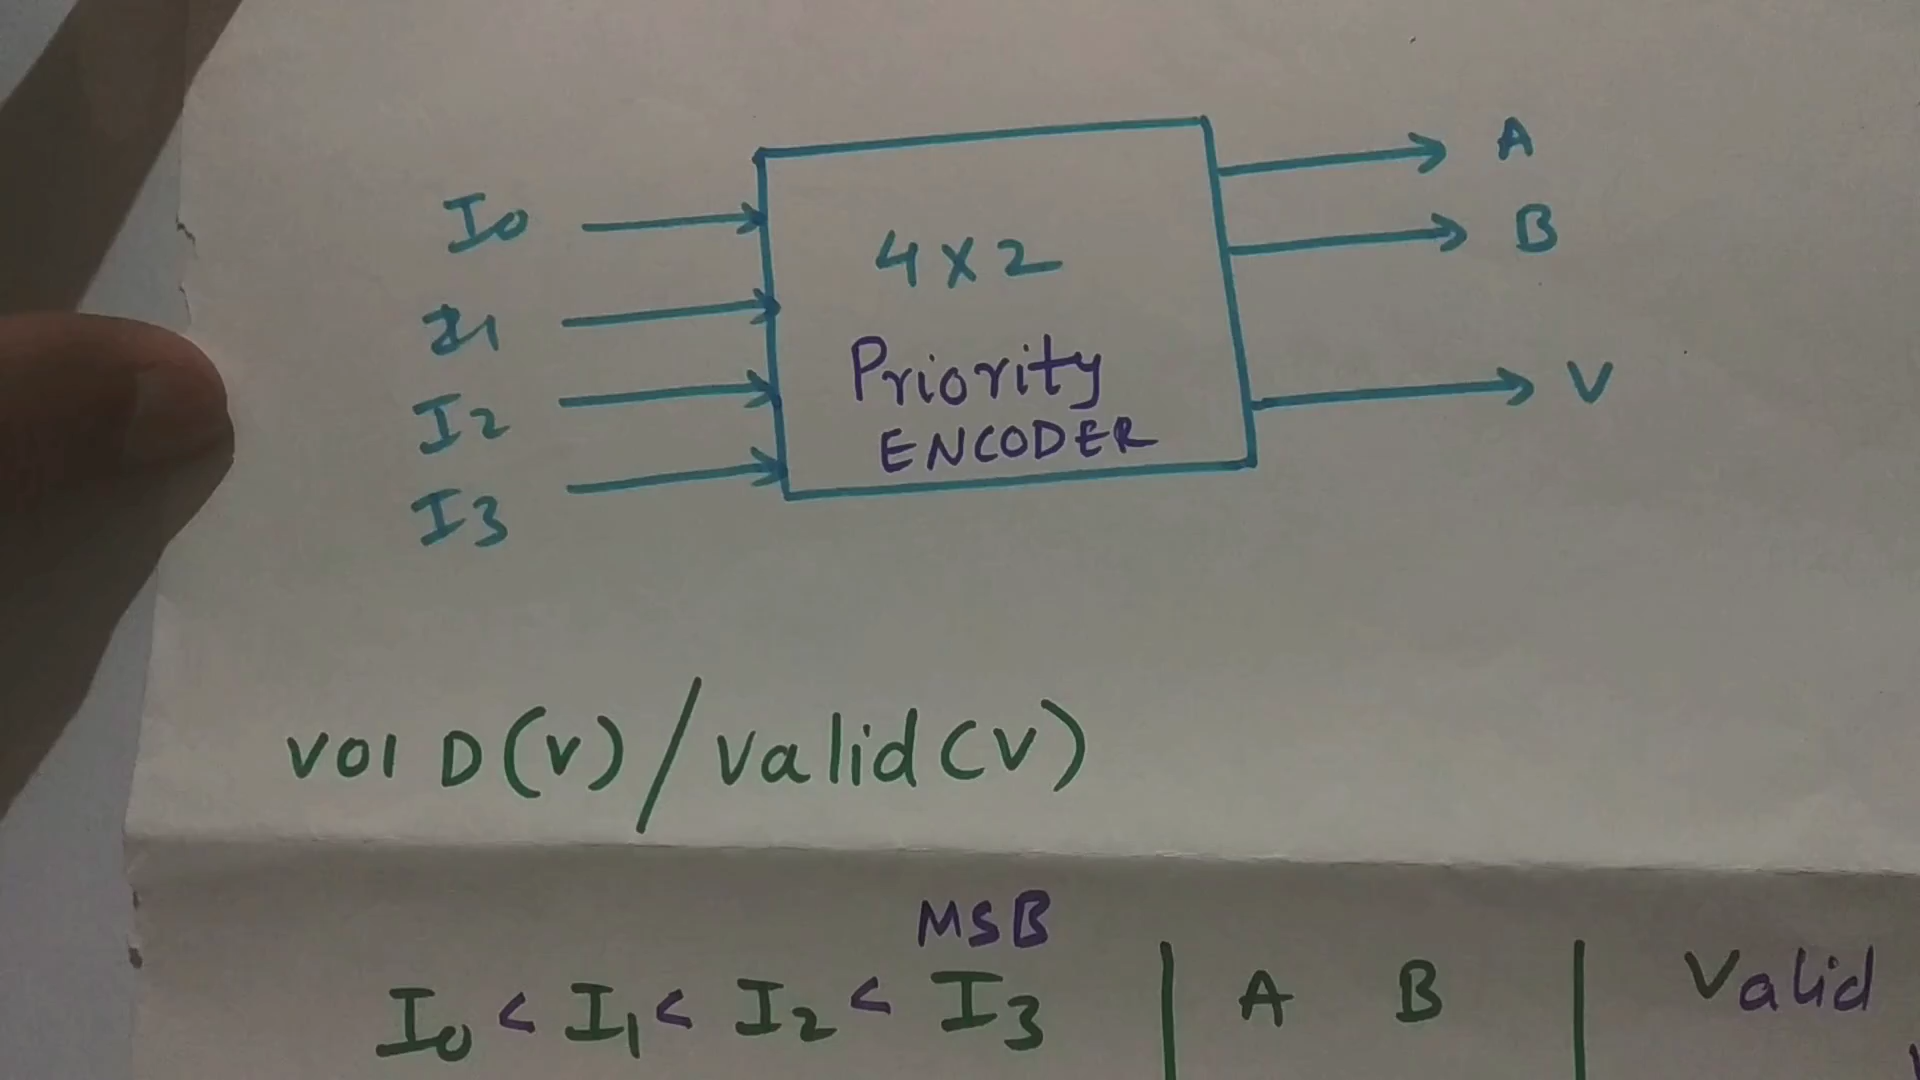 I0
I1
I2
I3
4x2
Priority
ENCODER
A
B
V
VOID(V)/Valid(V)
MSB
I0 < I1 < I2 < I3 | A B | Valid